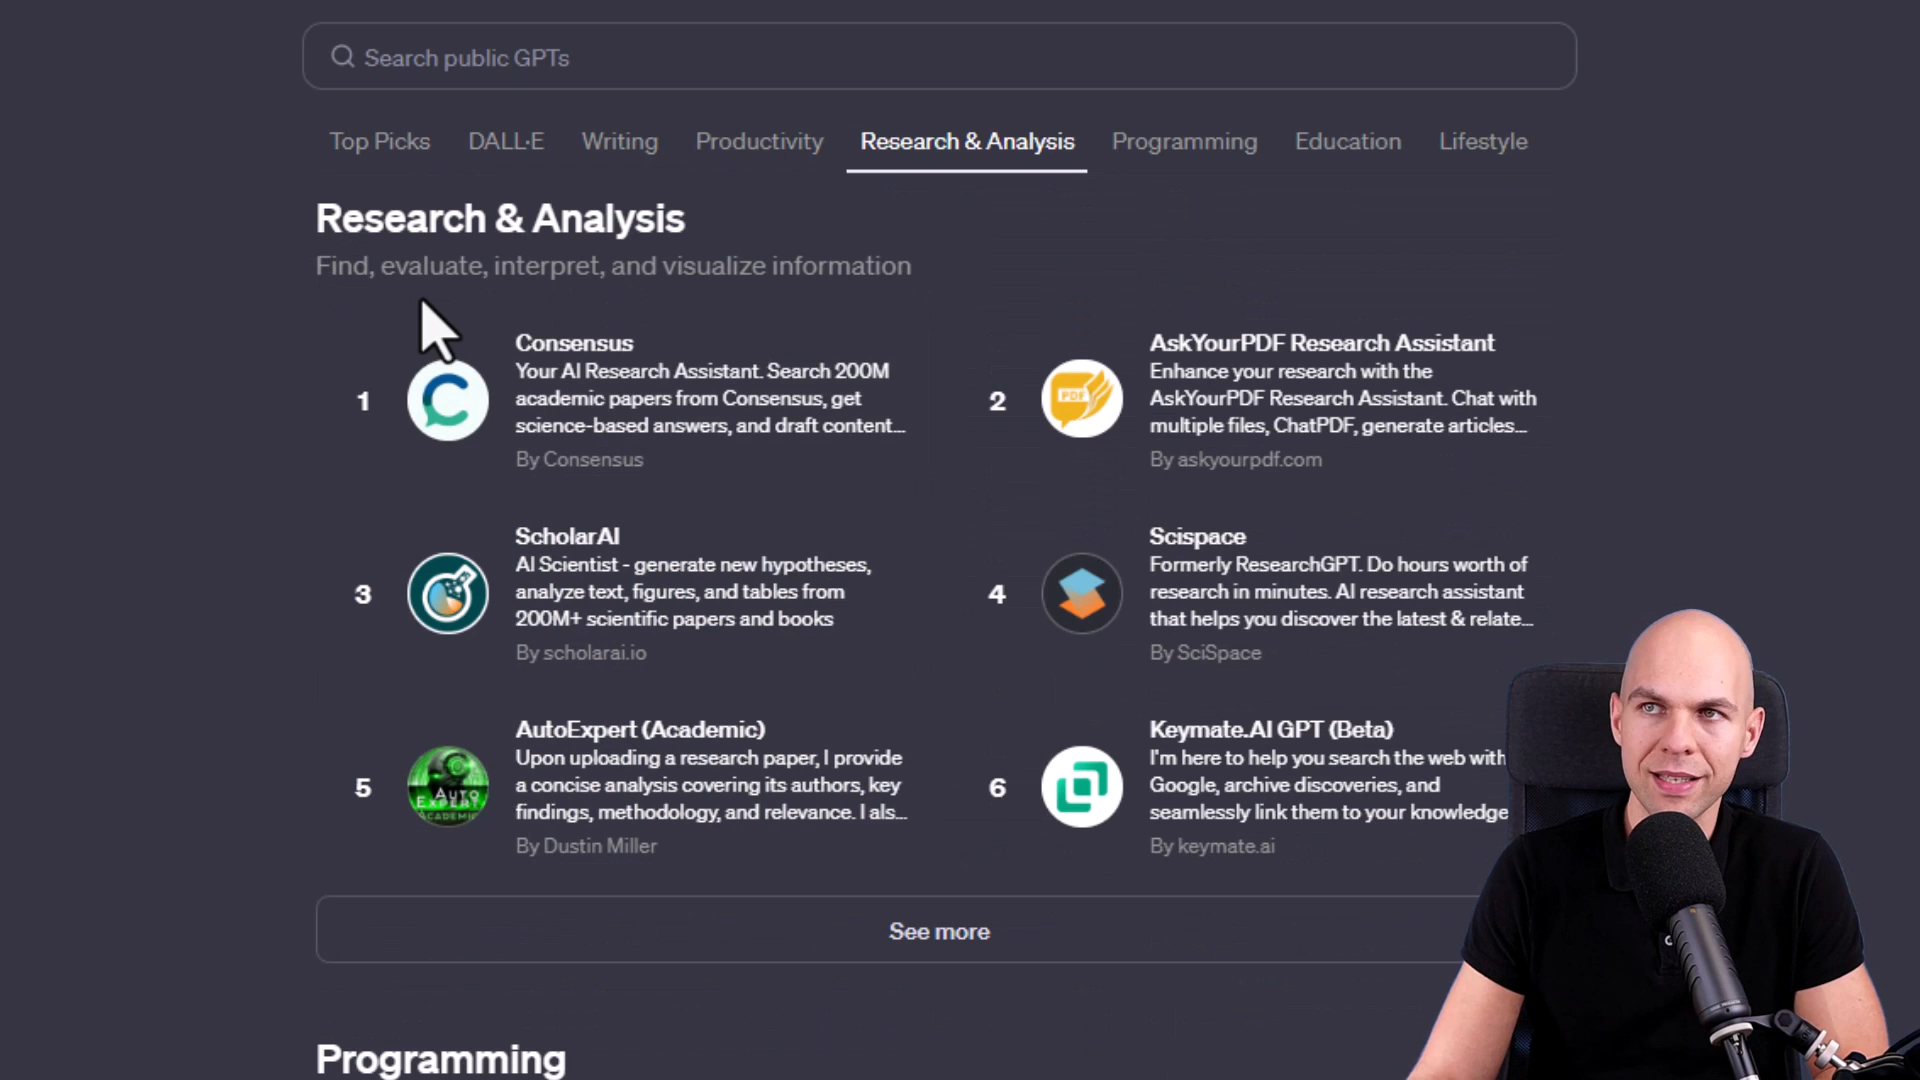 Search public GPTs
Top Picks DALL·E Writing Productivity Research & Analysis Programming Education Lifestyle
Research & Analysis
Find, evaluate, interpret, and visualize information
1
Consensus
Your AI Research Assistant. Search 200M
academic papers from Consensus, get
science-based answers, and draft content...
By Consensus
2
PDF
AskYourPDF Research Assistant
Enhance your research with the
AskYourPDF Research Assistant. Chat with
multiple files, ChatPDF, generate articles...
By askyourpdf.com
3
ScholarAI
AI Scientist - generate new hypotheses,
analyze text, figures, and tables from
200M+ scientific papers and books
By scholarai.io
4
Scispace
Formerly ResearchGPT. Do hours worth of
research in minutes. AI research assistant
that helps you discover the latest & relate...
By SciSpace
5
AUTO
EXPERT
ACADEMIC
AutoExpert (Academic)
Upon uploading a research paper, I provide
a concise analysis covering its authors, key
findings, methodology, and relevance. I als...
By Dustin Miller
6
Keymate.AI GPT (Beta)
I'm here to help you search the web with
Google, archive discoveries, and
seamlessly link them to your knowledge
By keymate.ai
See more
Programming